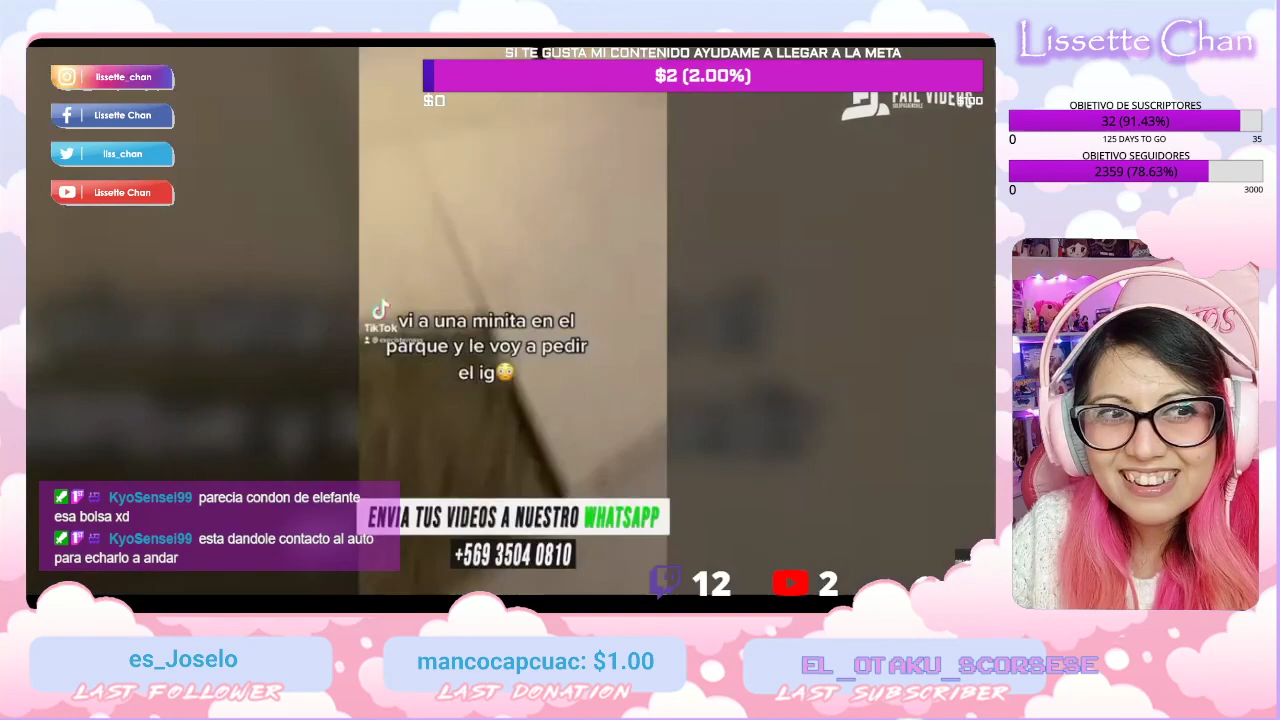 Lissette Chan
SI TE GUSTA MI CONTENIDO AYUDAME A LLEGAR A LA META
$2 (2.00%)
$0
$100
FAIL VIDEOS
lissette_chan
Lissette Chan
liss_chan
Lissette Chan
OBJETIVO DE SUSCRIPTORES
32 (91.43%)
0
125 DAYS TO GO
35
OBJETIVO SEGUIDORES
2359 (78.63%)
0
3000
TikTok
vi a una minita en el
parque y le voy a pedir
el ig😳
KyoSensei99 parecia condon de elefante
esa bolsa xd
KyoSensei99 esta dandole contacto al auto
para echarlo a andar
ENVIA TUS VIDEOS A NUESTRO WHATSAPP
+569 3504 0810
12
2
es_Joselo
LAST FOLLOWER
mancocapcuac: $1.00
LAST DONATION
EL_OTAKU_SCORSESE
LAST SUBSCRIBER